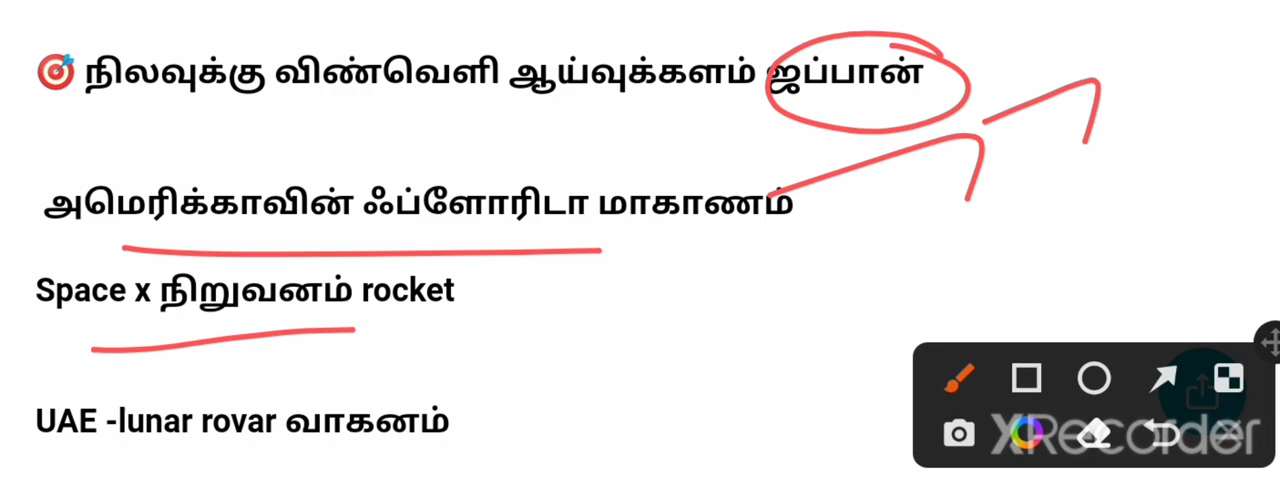 🎯 நிலவுக்கு விண்வெளி ஆய்வுக்களம் ஜப்பான்
அமெரிக்காவின் ஃப்ளோரிடா மாகாணம்
Space x நிறுவனம் rocket
UAE -lunar rovar வாகனம்
XRecorder